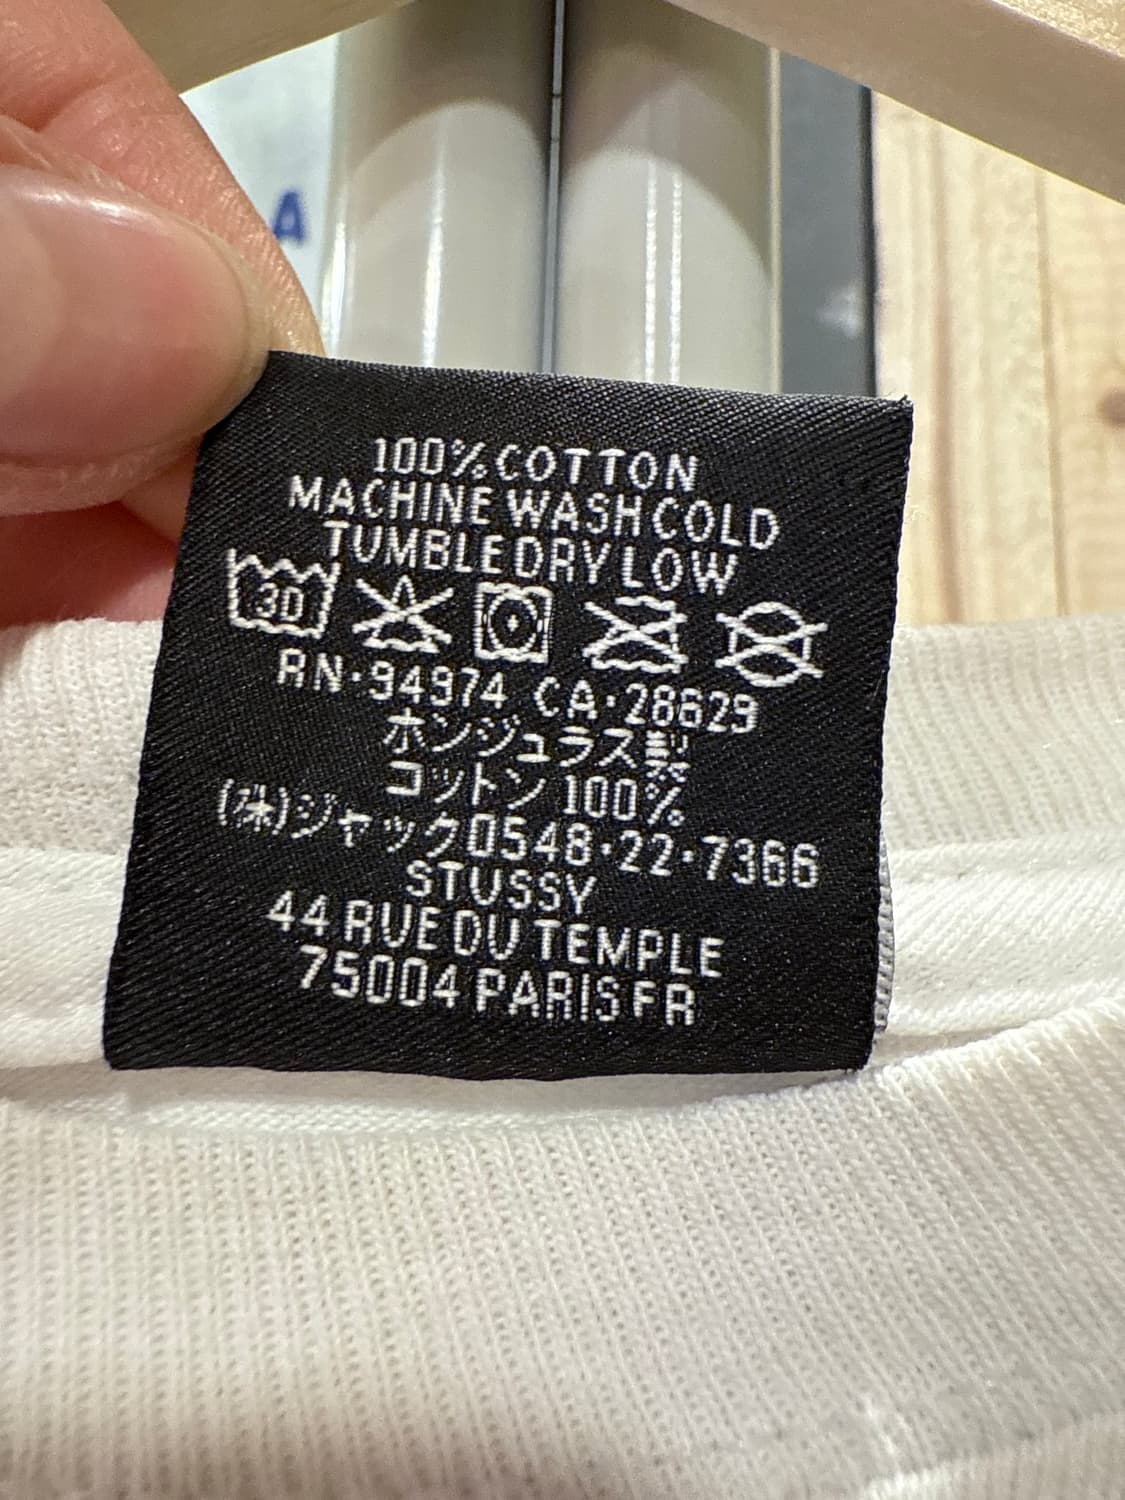 A
100% COTTON
MACHINE WASH COLD
TUMBLE DRY LOW
30
RN·94974 CA·28629
ホンジュラス製
コットン 100%
(株)ジャック0548·22·7366
STUSSY
44 RUE DU TEMPLE
75004 PARIS FR